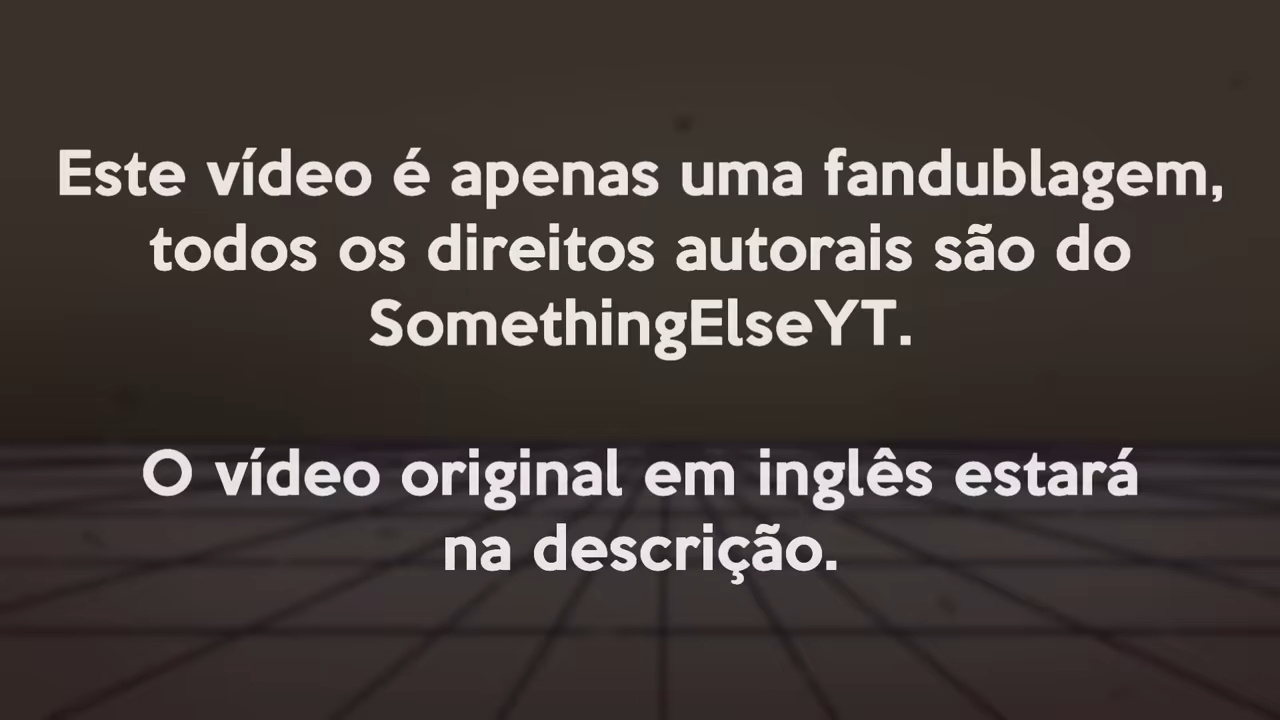 Este vídeo é apenas uma fandublagem,
todos os direitos autorais são do
SomethingElseYT.
O vídeo original em inglês estará
na descrição.